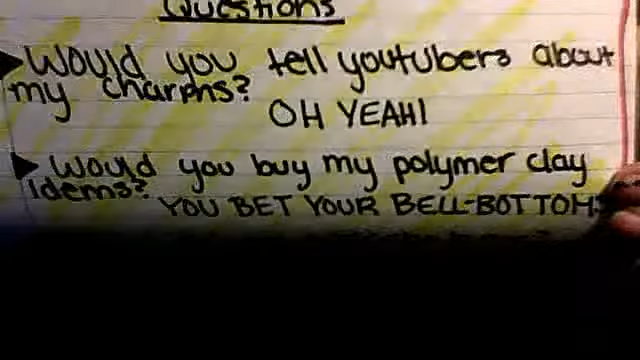 Questions
Would you tell youtubers about
my charms?
OH YEAH!
Would you buy my polymer clay
Idems?
YOU BET YOUR BELL-BOTTOMS